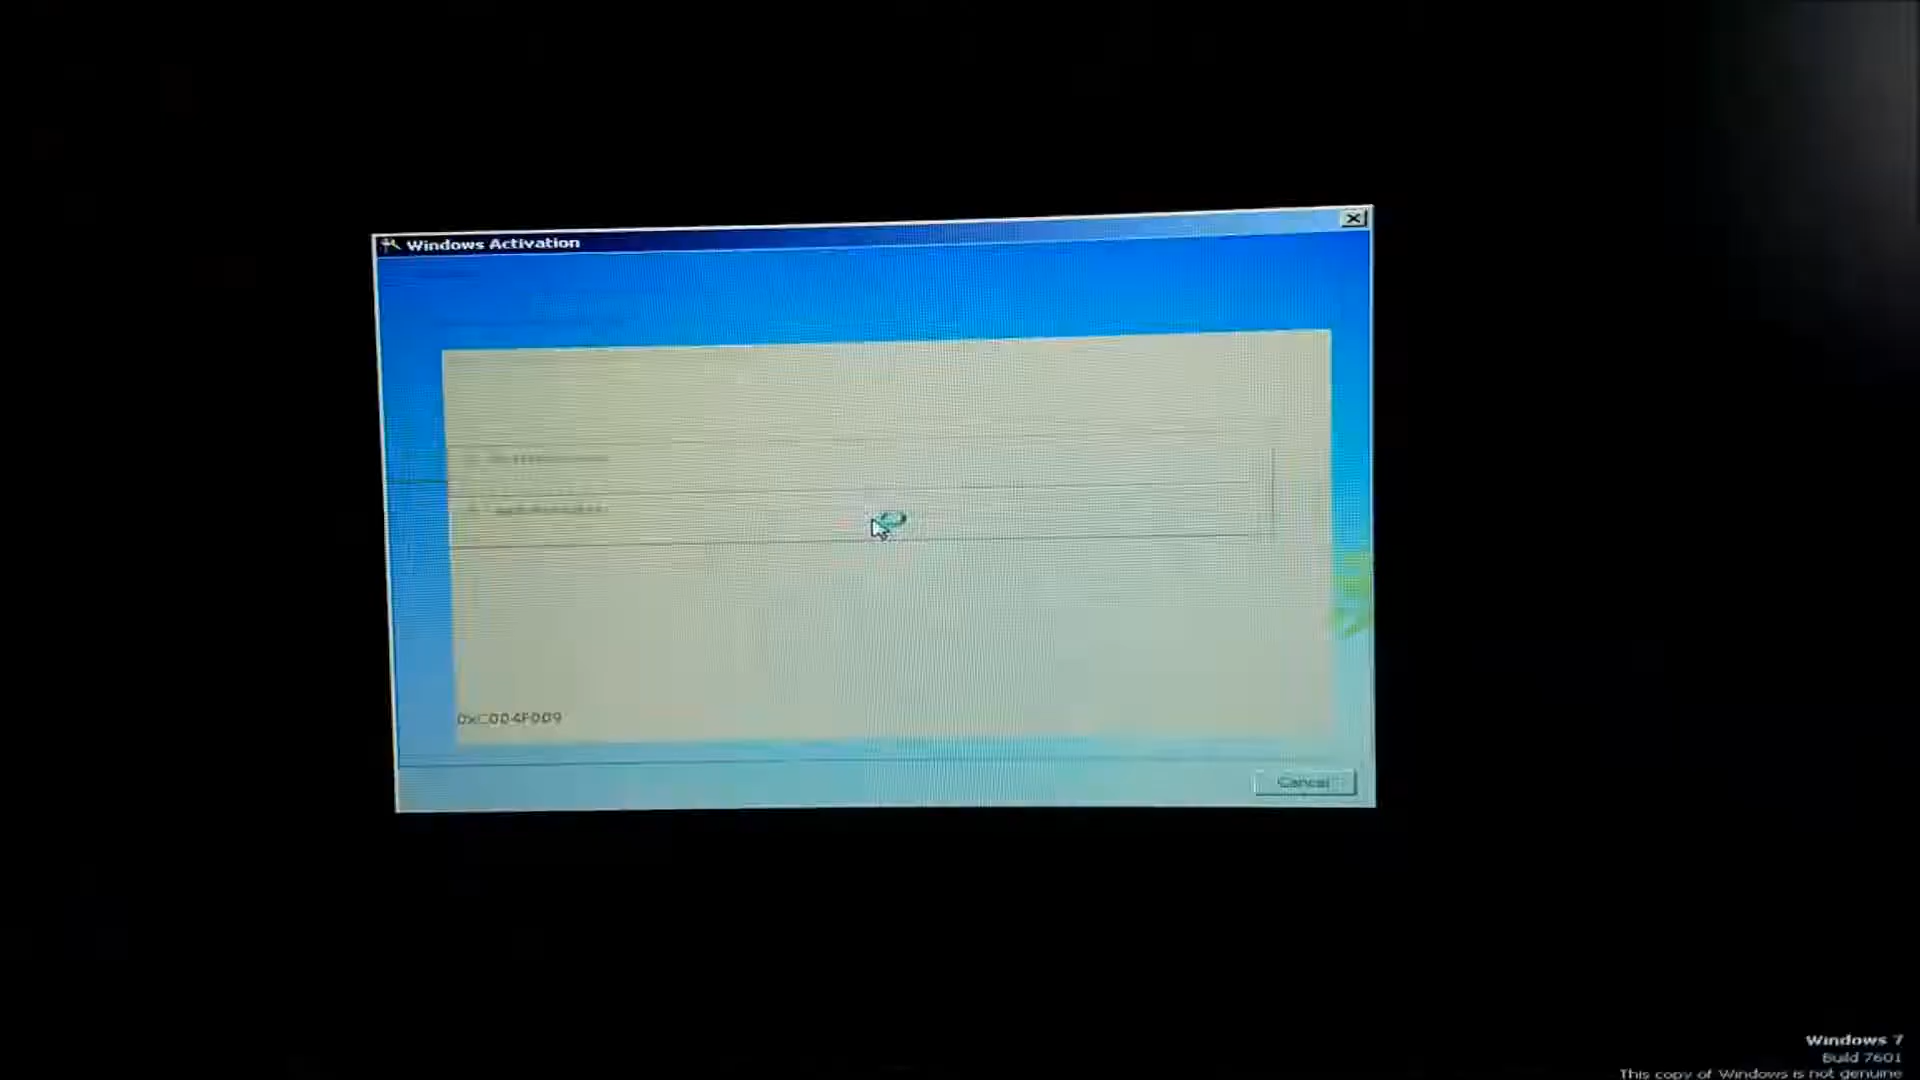 Windows Activation
0xC004F009
Cancel
Windows 7
Build 7601
This copy of Windows is not genuine